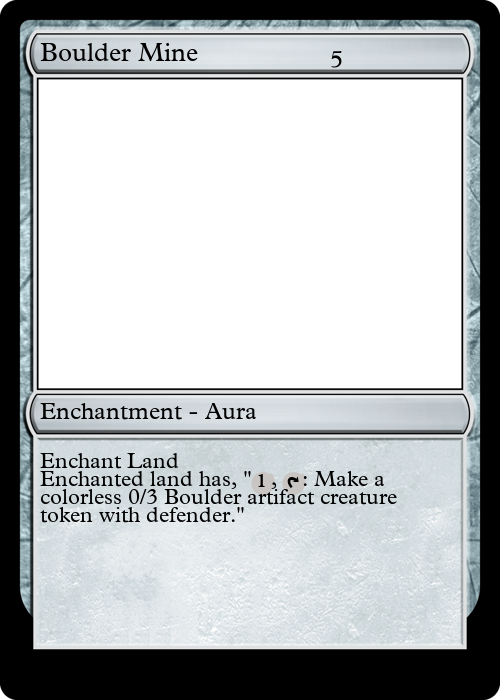 Boulder Mine 5
Enchantment - Aura
Enchant Land
Enchanted land has, "1, : Make a
colorless 0/3 Boulder artifact creature
token with defender."